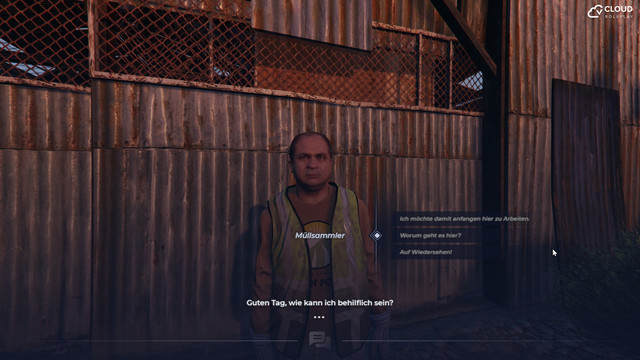 CLOUD
ROLEPLAY
Ich möchte damit anfangen hier zu Arbeiten.
Müllsammler
Worum geht es hier?
Auf Wiedersehen!
Guten Tag, wie kann ich behilflich sein?
...